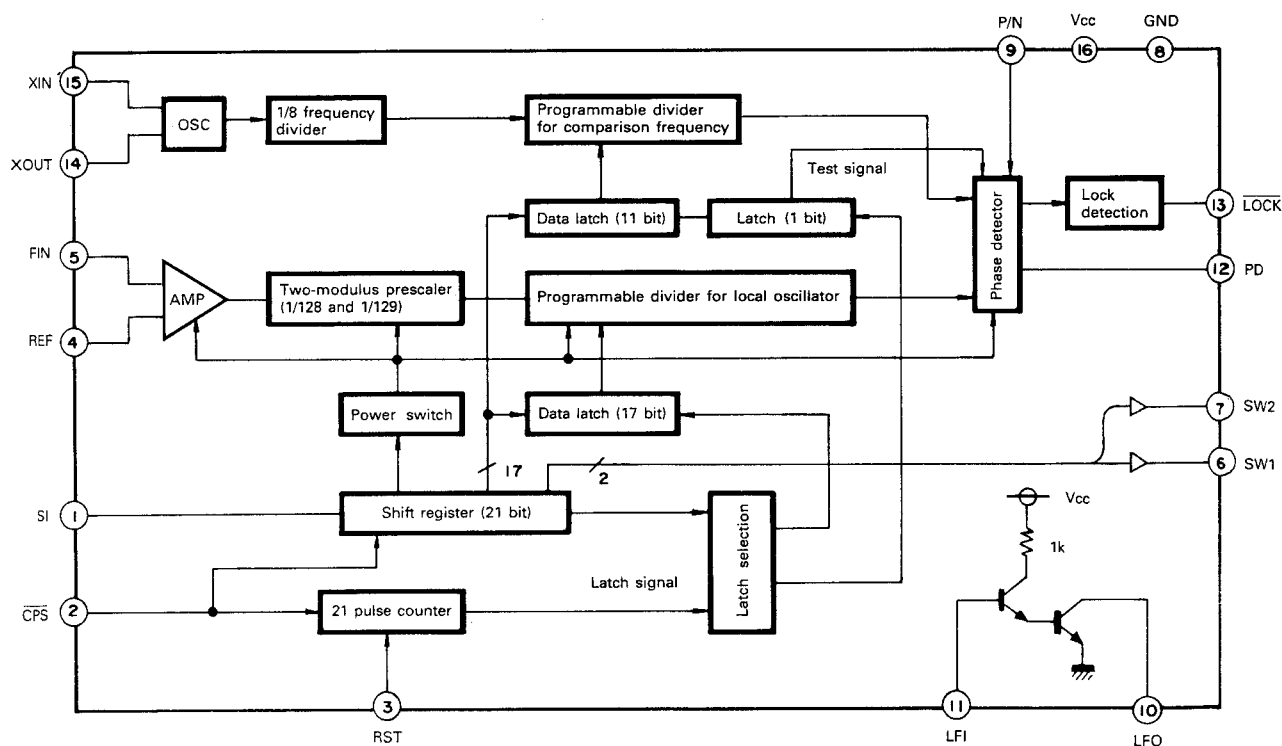 P/N
Vcc
GND
9
16
8
XIN
15
OSC
1/8 frequency
divider
Programmable divider
for comparison frequency
XOUT
14
Test signal
Data latch (11 bit)
Latch (1 bit)
Phase detector
Lock
detection
13
LOCK
FIN
5
AMP
Two-modulus prescaler
(1/128 and 1/129)
Programmable divider for local oscillator
12
PD
REF
4
Power switch
Data latch (17 bit)
7
SW2
17
2
6
SW1
SI
1
Shift register (21 bit)
Latch selection
Vcc
1k
Latch signal
CPS
2
21 pulse counter
3
RST
11
LFI
10
LFO